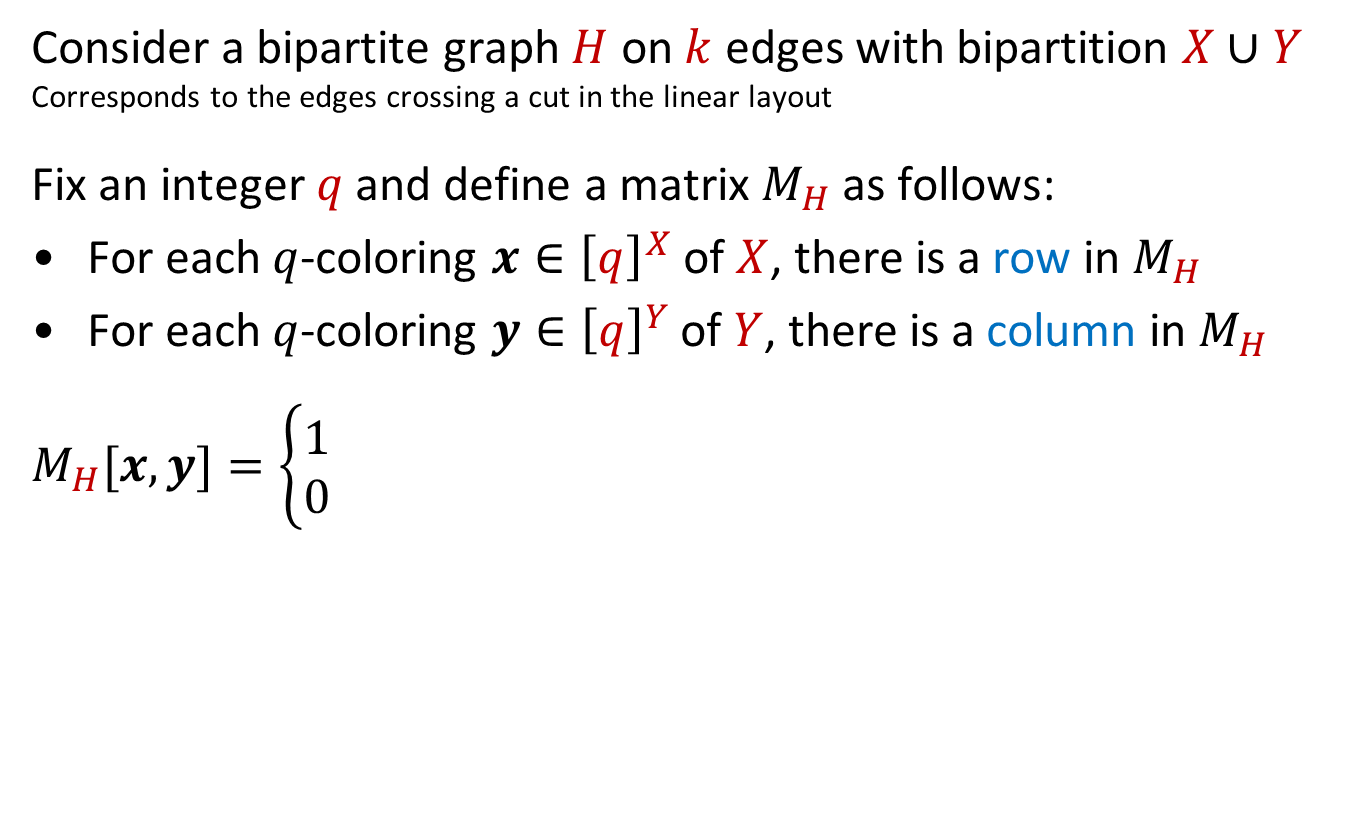 Consider a bipartite graph H on k edges with bipartition X ∪ Y
Corresponds to the edges crossing a cut in the linear layout
Fix an integer q and define a matrix M_H as follows:
• For each q-coloring x ∈ [q]^X of X, there is a row in M_H
• For each q-coloring y ∈ [q]^Y of Y, there is a column in M_H
M_H[x, y] = {1
0